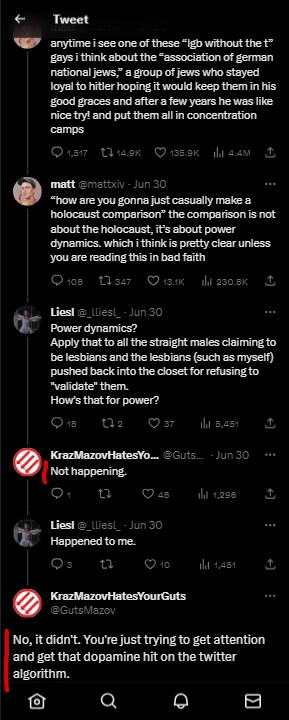 Tweet
anytime i see one of these “lgb without the t”
gays i think about the “association of german
national jews,” a group of jews who stayed
loyal to hitler hoping it would keep them in his
good graces and after a few years he was like
nice try! and put them all in concentration
camps
1,517 14.9K 135.9K 4.4M
matt @mattxiv · Jun 30
“how are you gonna just casually make a
holocaust comparison” the comparison is not
about the holocaust, it’s about power
dynamics. which i think is pretty clear unless
you are reading this in bad faith
108 347 13.1K 230.8K
Liesl @_lliesl_ · Jun 30
Power dynamics?
Apply that to all the straight males claiming to
be lesbians and the lesbians (such as myself)
pushed back into the closet for refusing to
"validate" them.
How's that for power?
18 2 37 5,451
KrazMazovHatesYo... @Guts... · Jun 30
Not happening.
1 48 1,296
Liesl @_lliesl_ · Jun 30
Happened to me.
3 10 1,451
KrazMazovHatesYourGuts
@GutsMazov
No, it didn't. You're just trying to get attention
and get that dopamine hit on the twitter
algorithm.